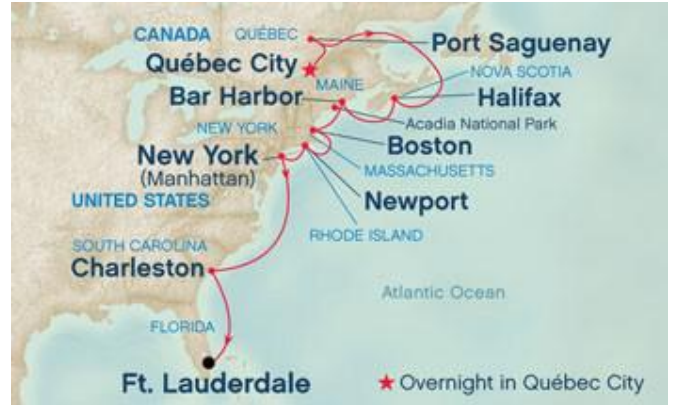 CANADA
QUÉBEC
Port Saguenay
Québec City
NOVA SCOTIA
MAINE
Bar Harbor
Halifax
Acadia National Park
NEW YORK
Boston
New York
(Manhattan)
MASSACHUSETTS
UNITED STATES
Newport
RHODE ISLAND
SOUTH CAROLINA
Charleston
Atlantic Ocean
FLORIDA
Ft. Lauderdale
Overnight in Québec City